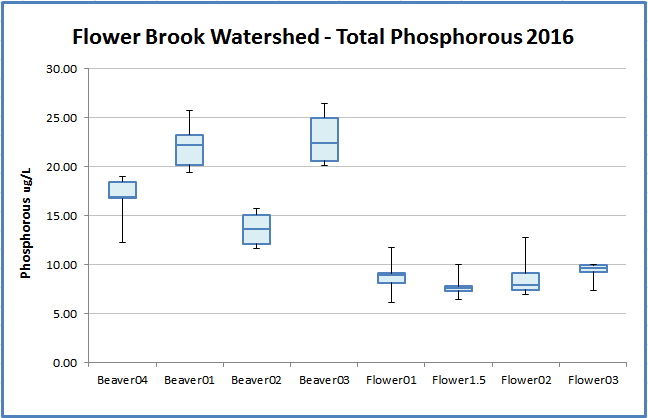 Flower Brook Watershed - Total Phosphorous 2016
30.00
25.00
20.00
15.00
10.00
5.00
0.00
Phosphorous ug/L
Beaver04 Beaver01 Beaver02 Beaver03 Flower01 Flower1.5 Flower02 Flower03